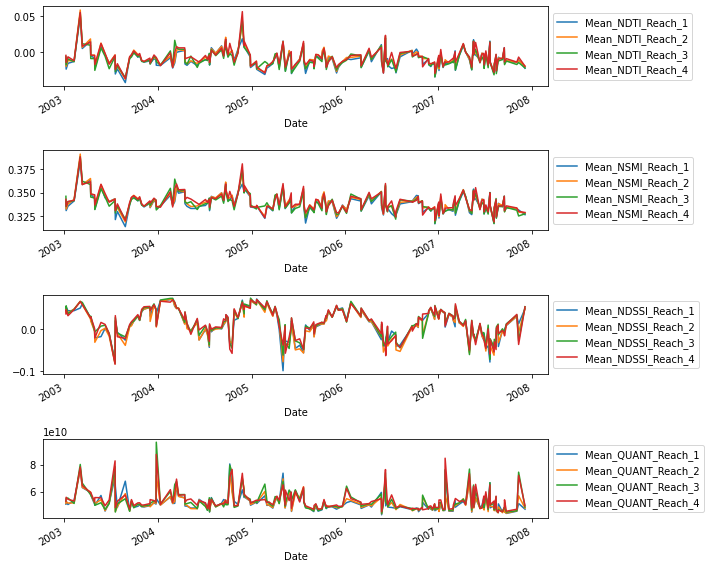 0.05
0.00
Mean_NDTI_Reach_1
Mean_NDTI_Reach_2
Mean_NDTI_Reach_3
Mean_NDTI_Reach_4
2003 2004 2005 2006 2007 2008
Date
0.375
0.350
0.325
Mean_NSMI_Reach_1
Mean_NSMI_Reach_2
Mean_NSMI_Reach_3
Mean_NSMI_Reach_4
2003 2004 2005 2006 2007 2008
Date
0.0
−0.1
Mean_NDSSI_Reach_1
Mean_NDSSI_Reach_2
Mean_NDSSI_Reach_3
Mean_NDSSI_Reach_4
2003 2004 2005 2006 2007 2008
Date
1e10
8
6
Mean_QUANT_Reach_1
Mean_QUANT_Reach_2
Mean_QUANT_Reach_3
Mean_QUANT_Reach_4
2003 2004 2005 2006 2007 2008
Date